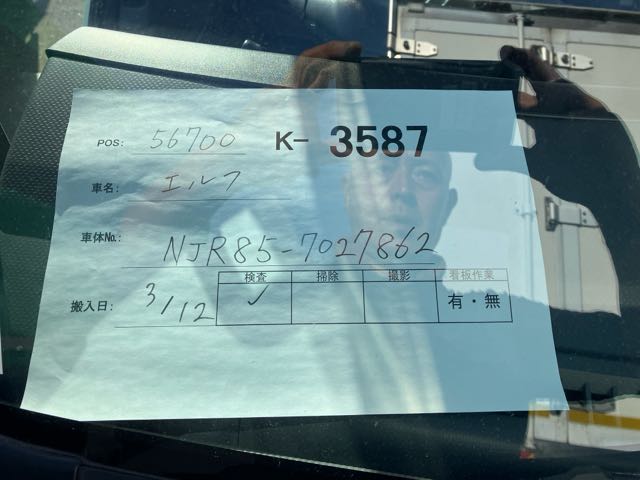 POS: 56700 K- 3587
車名: エルフ
車体No.: NJR85-7027862
検査 掃除 撮影 看板作業
搬入日: 3/12 ✓ 有・無